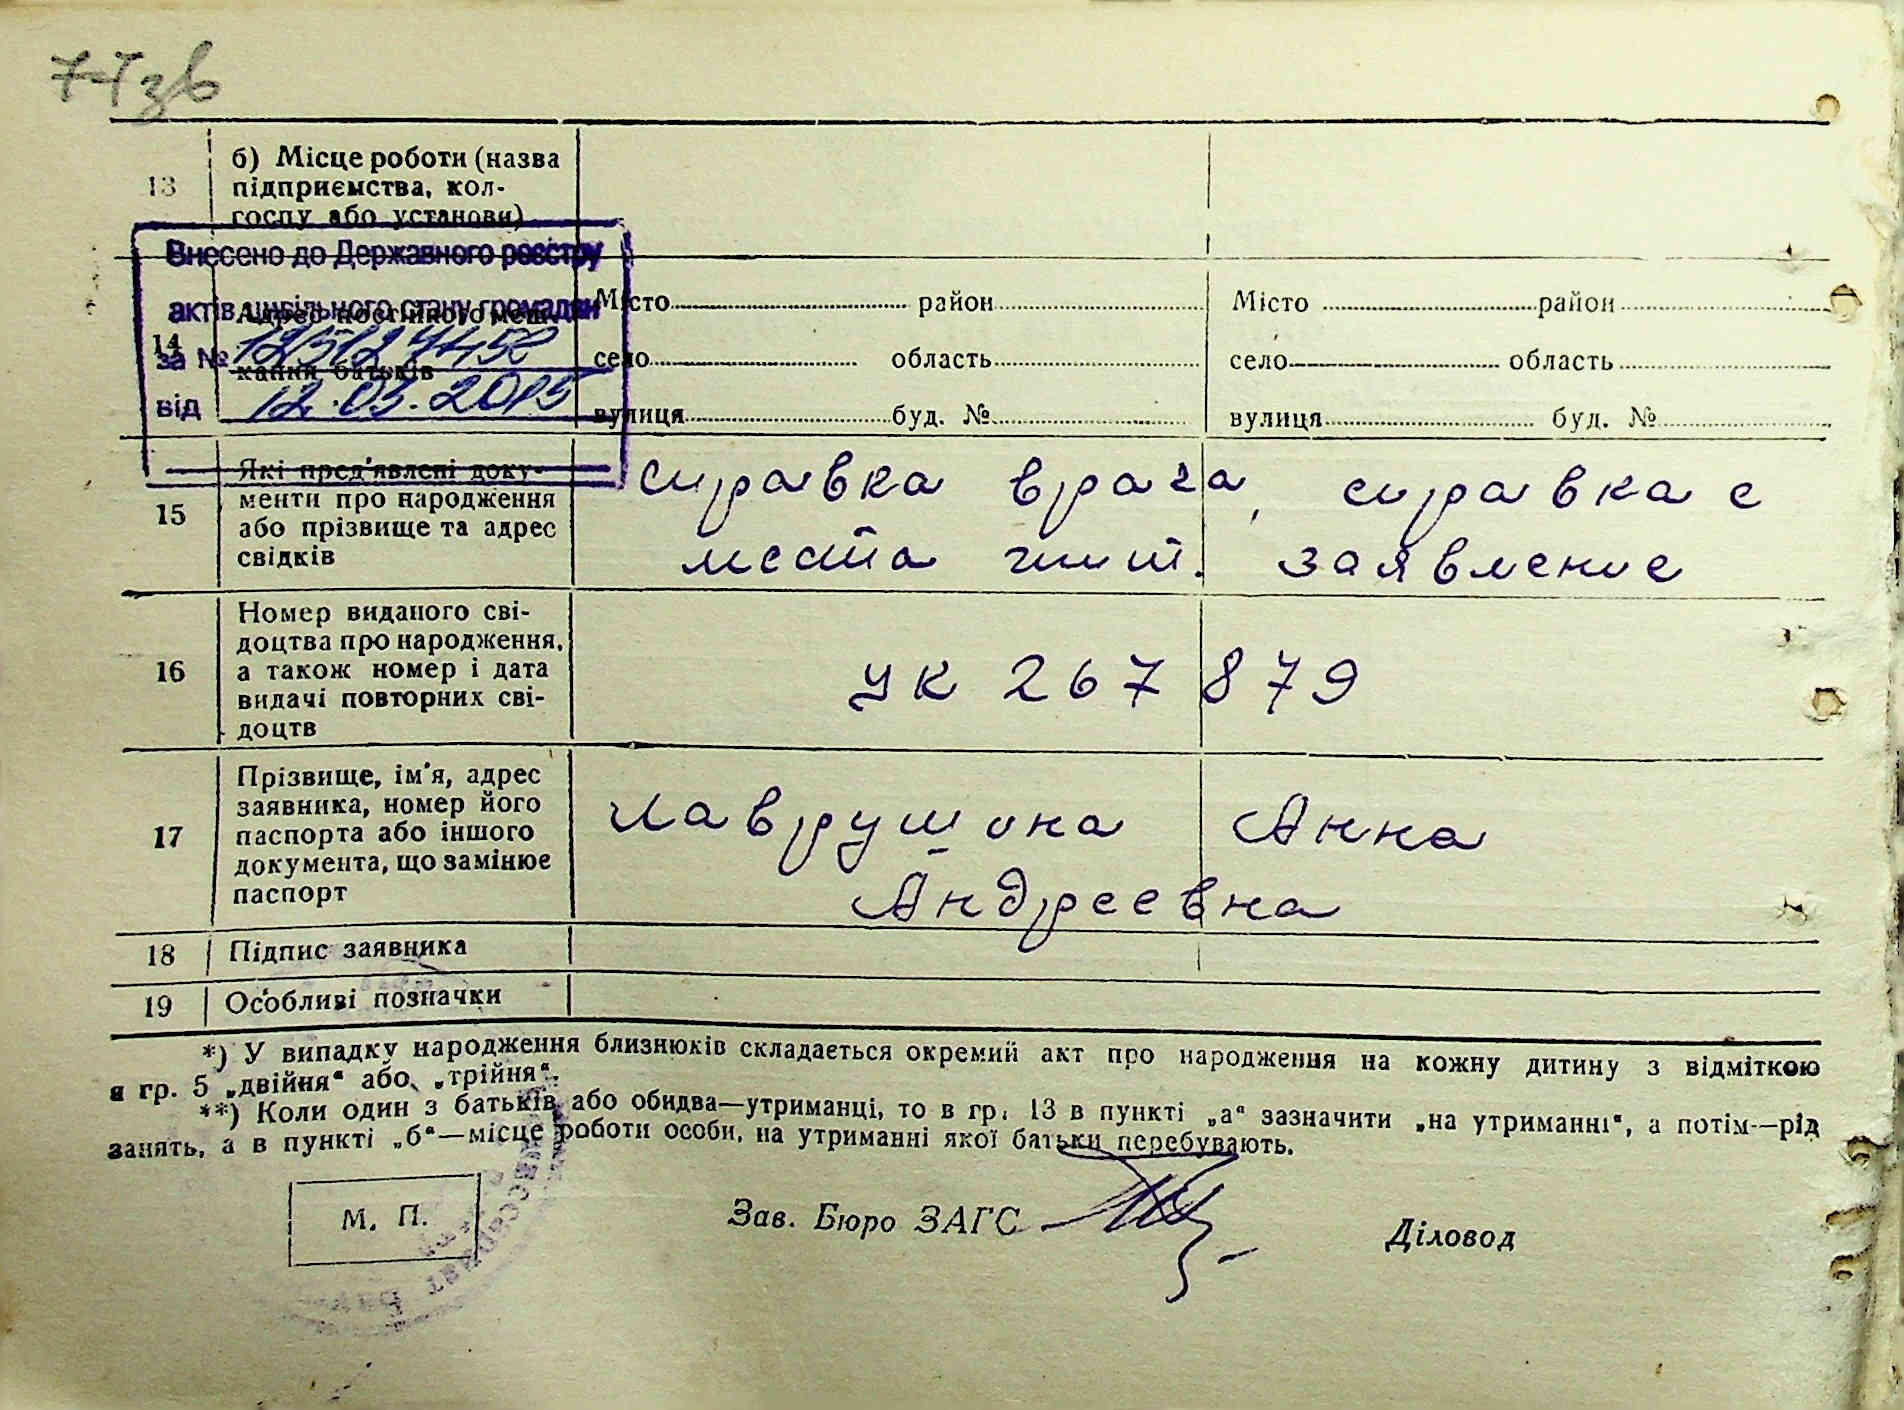 13
б) Місце роботи (назва
підприємства, кол-
госпу або установи)
Внесено до Державного реєстру
актів цивільного стану громадян
за №
від 12.03.2015
14
Адрес постійного меш-
кання батьків
Місто район
село область
вулиця буд. №
Місто район
село область
вулиця буд. №
15
Які пред'явлені доку-
менти про народження
або прізвище та адрес
свідків
справка врача, справка с
места жит. заявление
16
Номер виданого сві-
доцтва про народження,
а також номер і дата
видачі повторних сві-
доцтв
УК 267879
17
Прізвище, ім'я, адрес
заявника, номер його
паспорта або іншого
документа, що замінює
паспорт
Лаврушина Анна
Андреевна
18 Підпис заявника
19 Особливі позначки
*) У випадку народження близнюків складається окремий акт про народження на кожну дитину з відміткою
в гр. 5 „двійня“ або „трійня“.
**) Коли один з батьків або обидва—утриманці, то в гр. 13 в пункті „а“ зазначити „на утриманні“, а потім—рід
занять, а в пункті „б“—місце роботи особи, на утриманні якої батьки перебувають.
М. П.
Зав. Бюро ЗАГС
Діловод